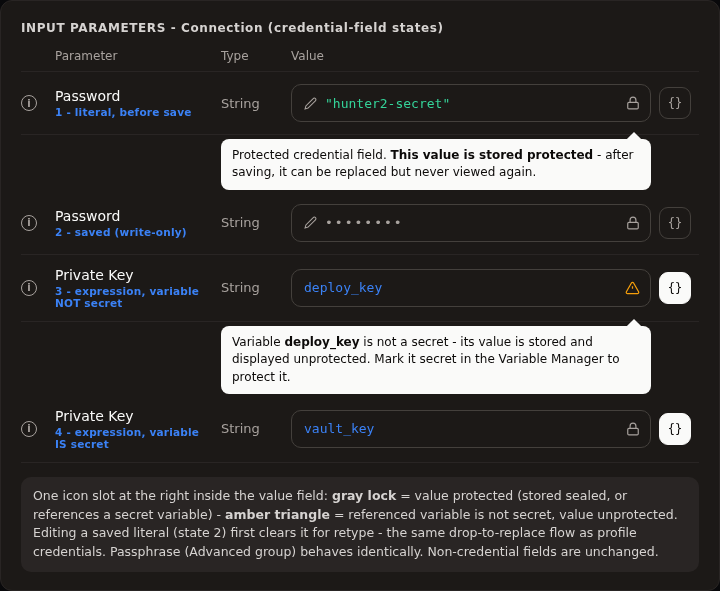 INPUT PARAMETERS - Connection (credential-field states)
Parameter Type Value
Password
1 - literal, before save
String
"hunter2-secret"
{}
Protected credential field. This value is stored protected - after
saving, it can be replaced but never viewed again.
Password
2 - saved (write-only)
String
••••••••
{}
Private Key
3 - expression, variable
NOT secret
String
deploy_key
{}
Variable deploy_key is not a secret - its value is stored and
displayed unprotected. Mark it secret in the Variable Manager to
protect it.
Private Key
4 - expression, variable
IS secret
String
vault_key
{}
One icon slot at the right inside the value field: gray lock = value protected (stored sealed, or
references a secret variable) - amber triangle = referenced variable is not secret, value unprotected.
Editing a saved literal (state 2) first clears it for retype - the same drop-to-replace flow as profile
credentials. Passphrase (Advanced group) behaves identically. Non-credential fields are unchanged.